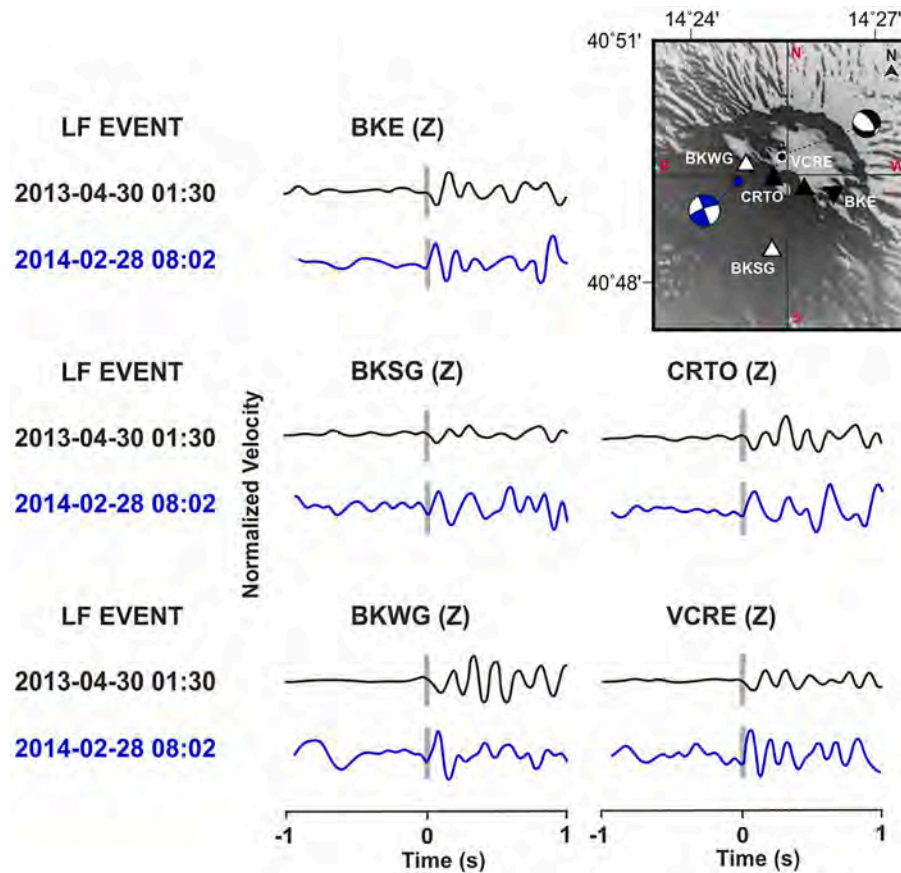 14°24' 14°27'
40°51'
N
N
LF EVENT BKE (Z)
BKWG VCRE
E W
2013-04-30 01:30
CRTO BKE
2014-02-28 08:02
BKSG
40°48'
S
LF EVENT BKSG (Z) CRTO (Z)
2013-04-30 01:30
2014-02-28 08:02
Normalized Velocity
LF EVENT BKWG (Z) VCRE (Z)
2013-04-30 01:30
2014-02-28 08:02
-1 0 1 -1 0 1
Time (s) Time (s)